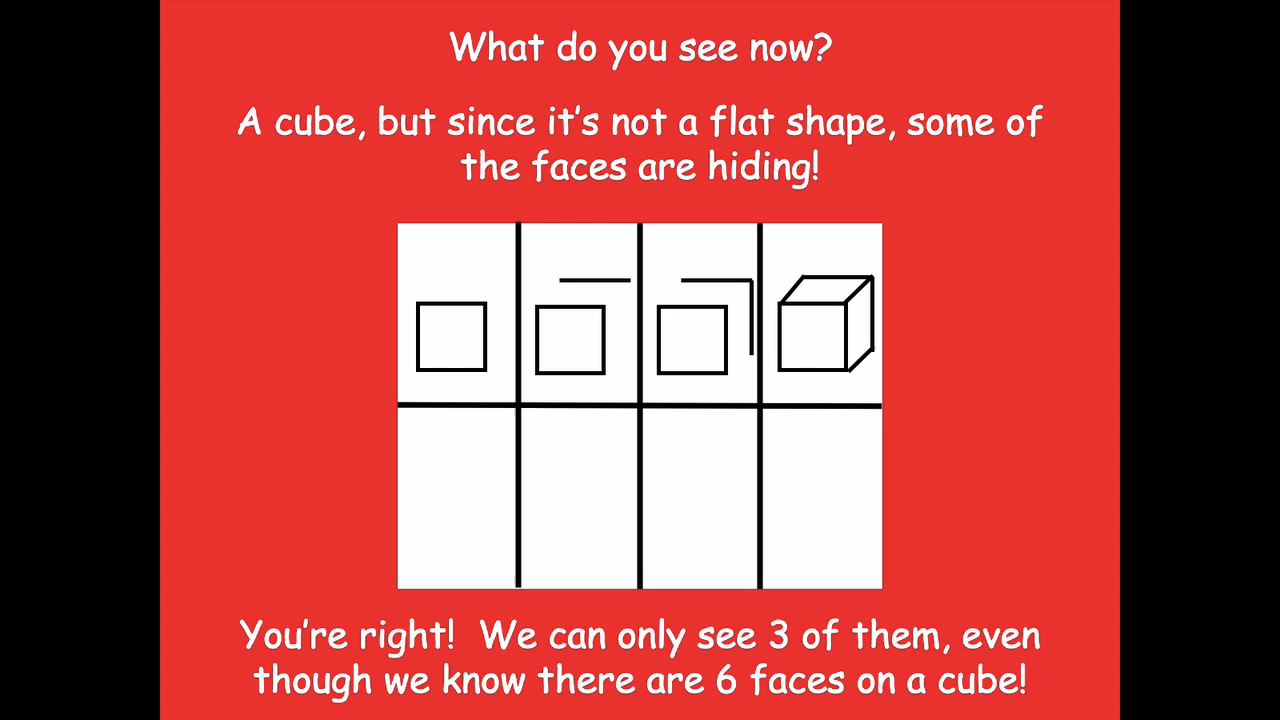 What do you see now?
A cube, but since it's not a flat shape, some of
the faces are hiding!
You're right!  We can only see 3 of them, even
though we know there are 6 faces on a cube!